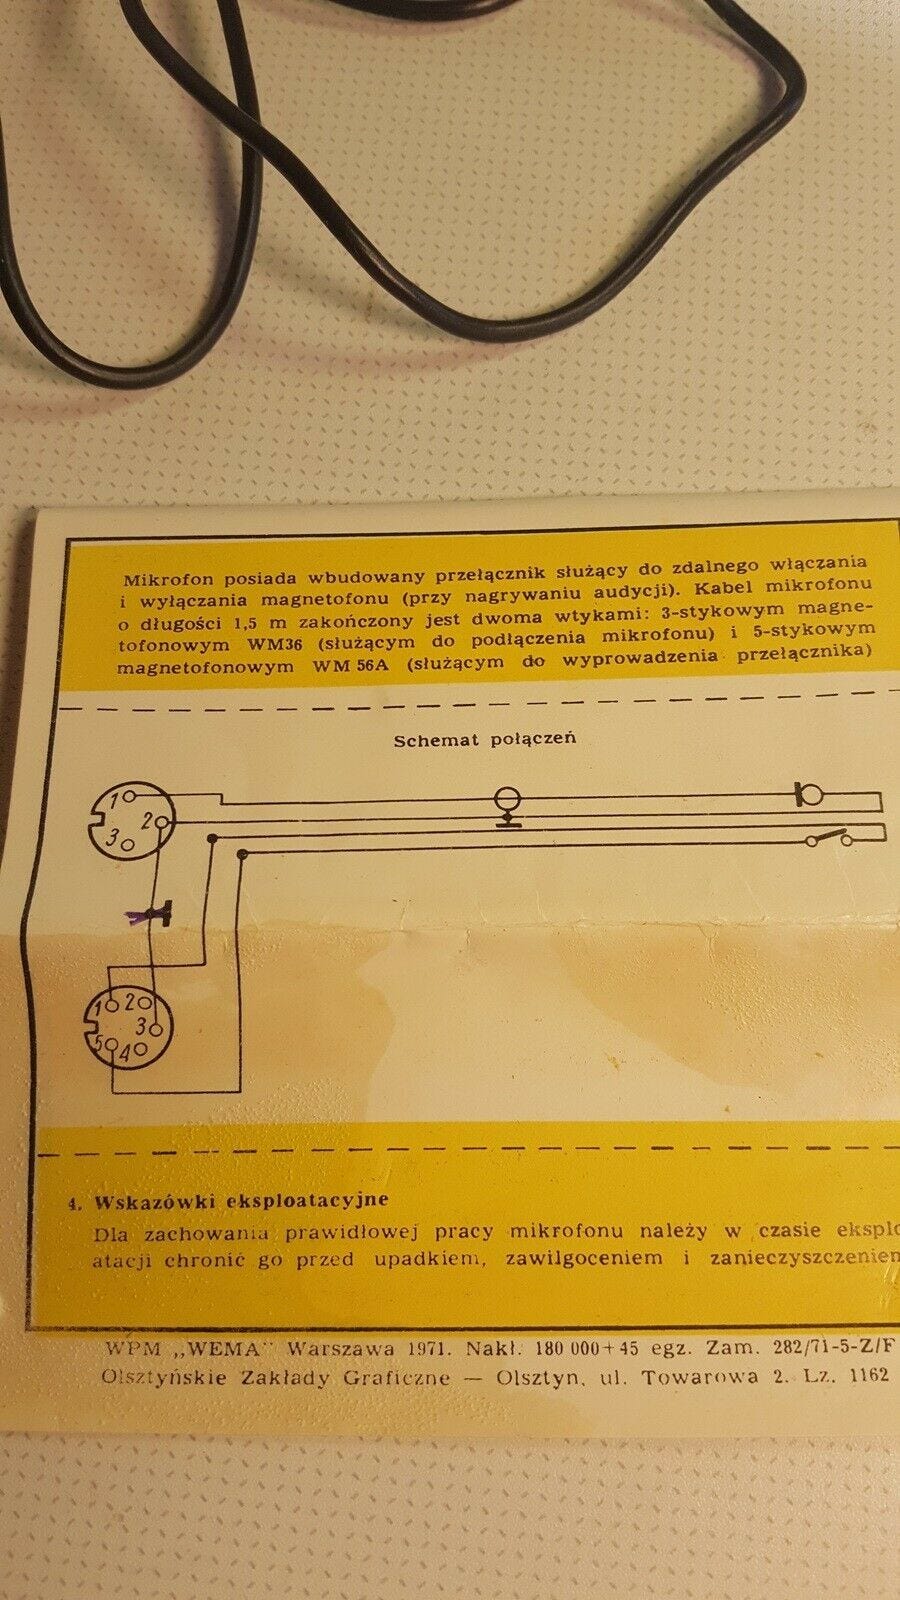 Mikrofon posiada wbudowany przełącznik służący do zdalnego włączania
i wyłączania magnetofonu (przy nagrywaniu audycji). Kabel mikrofonu
o długości 1,5 m zakończony jest dwoma wtykami: 3-stykowym magne-
tofonowym WM36 (służącym do podłączenia mikrofonu) i 5-stykowym
magnetofonowym WM 56A (służącym do wyprowadzenia przełącznika)
Schemat połączeń
1
2
3
1 2
3
5 4
4. Wskazówki eksploatacyjne
Dla zachowania prawidłowej pracy mikrofonu należy w czasie eksplo
atacji chronić go przed upadkiem, zawilgoceniem i zanieczyszczeniem
WPM „WEMA" Warszawa 1971. Nakł. 180 000+45 egz. Zam. 282/71-5-Z/F
Olsztyńskie Zakłady Graficzne — Olsztyn, ul. Towarowa 2. Lz. 1162